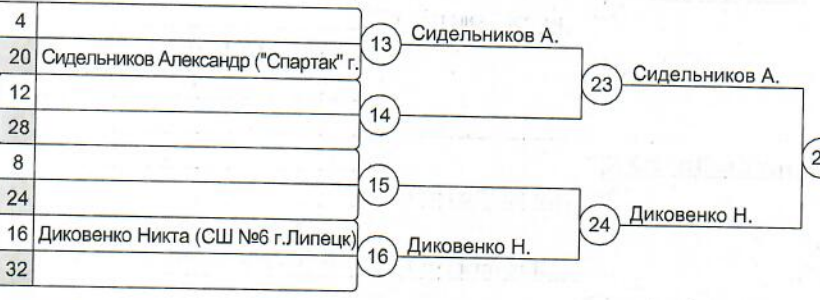 4
20 Сидельников Александр ("Спартак" г.
12
28
8
24
16 Диковенко Никта (СШ №6 г.Липецк)
32
13 Сидельников А.
14
15
16 Диковенко Н.
23 Сидельников А.
24 Диковенко Н.
2